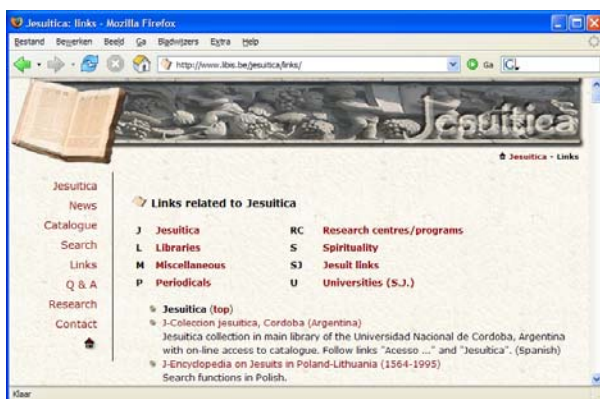 Jesuitica: links - Mozilla Firefox
Bestand Bewerken Beeld Ga Bladwijzers Extra Help
http://www.libis.be/jesuitica/links/ Ga
Jesuitica
Jesuitica - Links
Jesuitica
News
Catalogue
Search
Links
Q & A
Research
Contact
Links related to Jesuitica
J Jesuitica RC Research centres/programs
L Libraries S Spirituality
M Miscellaneous SJ Jesuit links
P Periodicals U Universities (S.J.)
Jesuitica (top)
J-Coleccion jesuitica, Cordoba (Argentina)
Jesuitica collection in main library of the Universidad Nacional de Cordoba, Argentina
with on-line access to catalogue. Follow links "Acesso ..." and "Jesuitica". (Spanish)
J-Encyclopedia on Jesuits in Poland-Lithuania (1564-1995)
Search functions in Polish.
Klaar